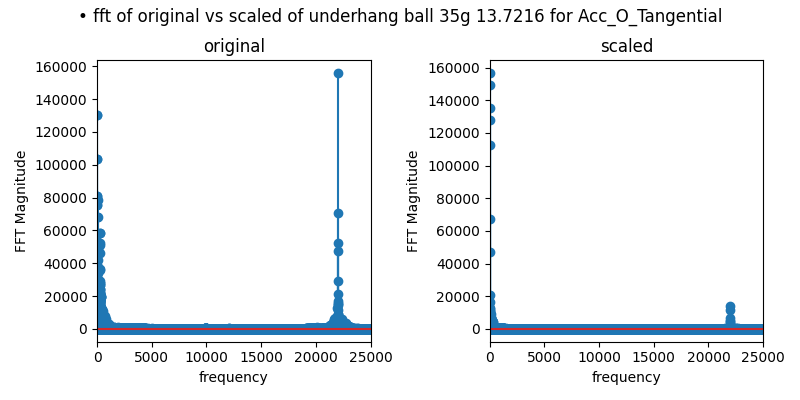 • fft of original vs scaled of underhang ball 35g 13.7216 for Acc_O_Tangential
original
scaled
160000
140000
120000
100000
80000
60000
40000
20000
0
FFT Magnitude
0 5000 10000 15000 20000 25000
frequency
160000
140000
120000
100000
80000
60000
40000
20000
0
FFT Magnitude
0 5000 10000 15000 20000 25000
frequency